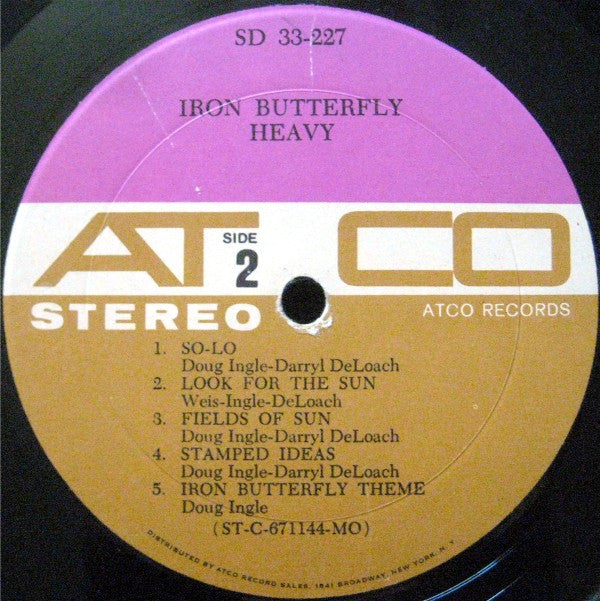 SD 33-227
IRON BUTTERFLY
HEAVY
ATCO
SIDE
2
STEREO
ATCO RECORDS
1. SO-LO
Doug Ingle-Darryl DeLoach
2. LOOK FOR THE SUN
Weis-Ingle-DeLoach
3. FIELDS OF SUN
Doug Ingle-Darryl DeLoach
4. STAMPED IDEAS
Doug Ingle-Darryl DeLoach
5. IRON BUTTERFLY THEME
Doug Ingle
(ST-C-671144-MO)
DISTRIBUTED BY ATCO RECORD SALES, 1841 BROADWAY, NEW YORK, N. Y.